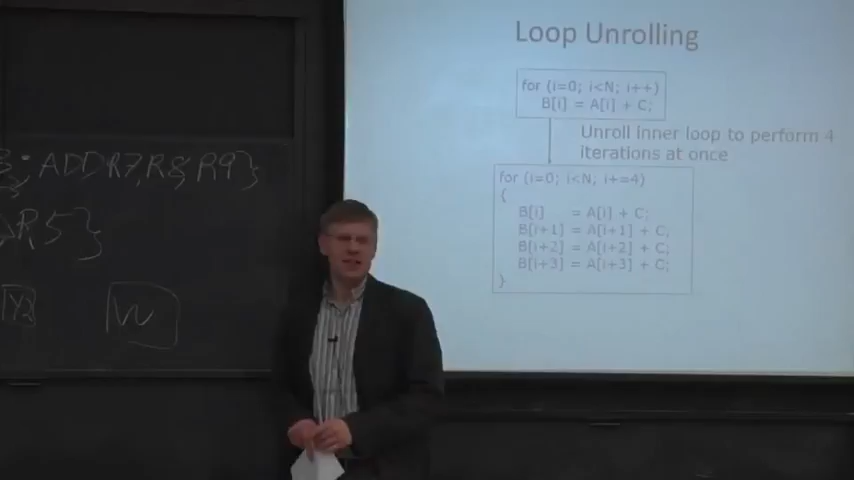 Loop Unrolling
for (i=0; i<N; i++)
B[i] = A[i] + C;
Unroll inner loop to perform 4
iterations at once
for (i=0; i<N; i+=4)
{
B[i] = A[i] + C;
B[i+1] = A[i+1] + C;
B[i+2] = A[i+2] + C;
B[i+3] = A[i+3] + C;
}
; ADD R7, R8, R9}
R5}
W